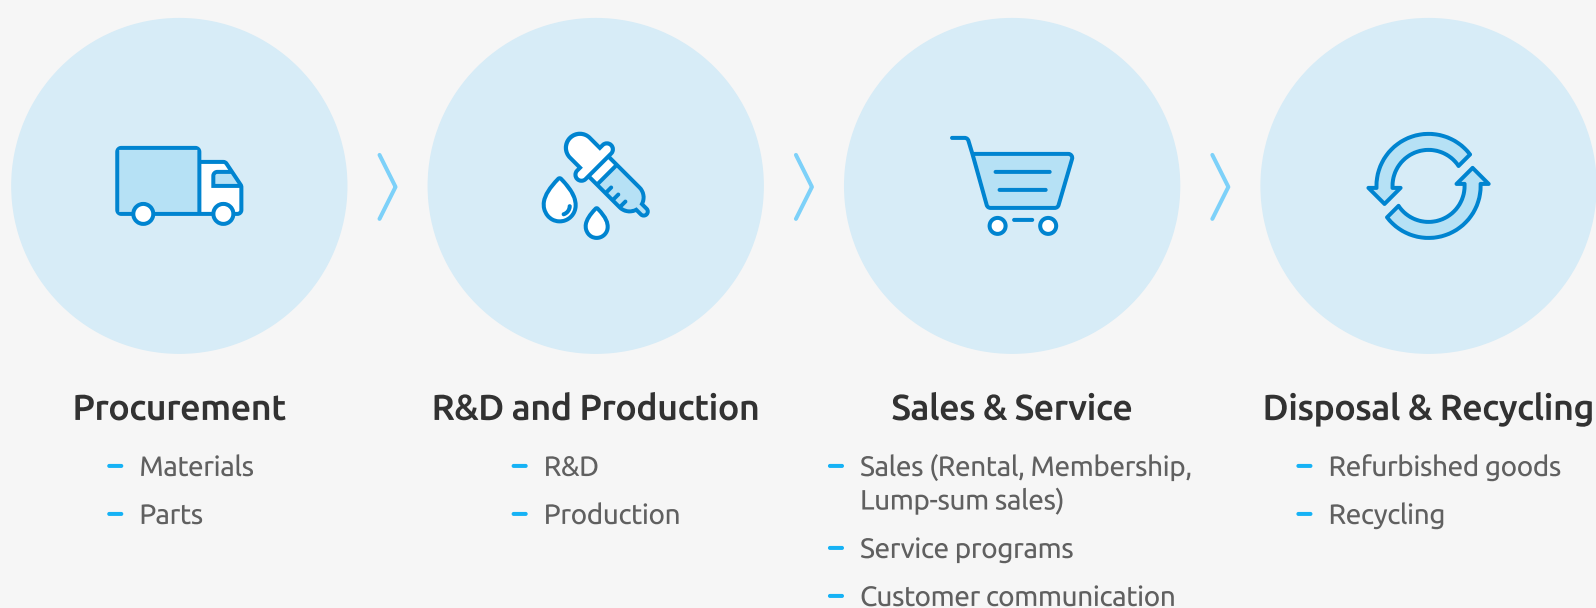 Procurement
- Materials
- Parts
R&D and Production
- R&D
- Production
Sales & Service
- Sales (Rental, Membership,
Lump-sum sales)
- Service programs
- Customer communication
Disposal & Recycling
- Refurbished goods
- Recycling